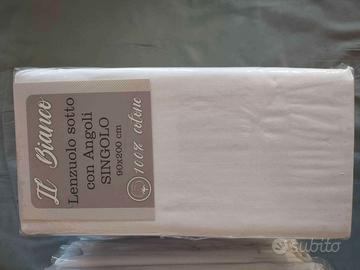 Il Bianco
Lenzuolo sotto
con Angoli
SINGOLO
90x200 cm
100% cotone
subito